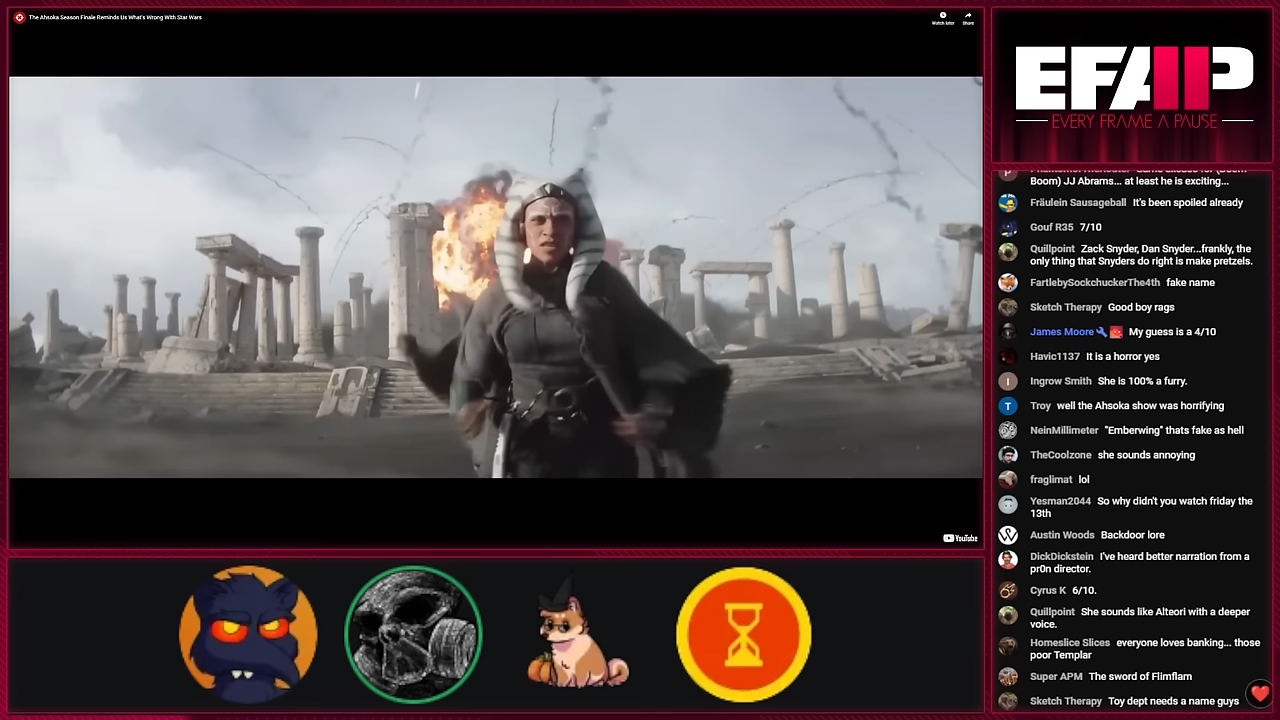 The Ahsoka Season Finale Reminds Us What's Wrong With Star Wars
Watch later
Share
YouTube
EFAP
EVERY FRAME A PAUSE
Boom) JJ Abrams... at least he is exciting...
Fräulein Sausageball It's been spoiled already
Gouf R35 7/10
Quillpoint Zack Snyder, Dan Snyder...frankly, the
only thing that Snyders do right is make pretzels.
FartlebySockchuckerThe4th fake name
Sketch Therapy Good boy rags
James Moore My guess is a 4/10
Havic1137 It is a horror yes
I
Ingrow Smith She is 100% a furry.
T
Troy well the Ahsoka show was horrifying
NeinMillimeter "Emberwing" thats fake as hell
TheCoolzone she sounds annoying
fraglimat lol
Yesman2044 So why didn't you watch friday the
13th
Austin Woods Backdoor lore
DickDickstein I've heard better narration from a
pr0n director.
Cyrus K 6/10.
Quillpoint She sounds like Alteori with a deeper
voice.
Homeslice Slices everyone loves banking... those
poor Templar
Super APM The sword of Flimflam
Sketch Therapy Toy dept needs a name guys